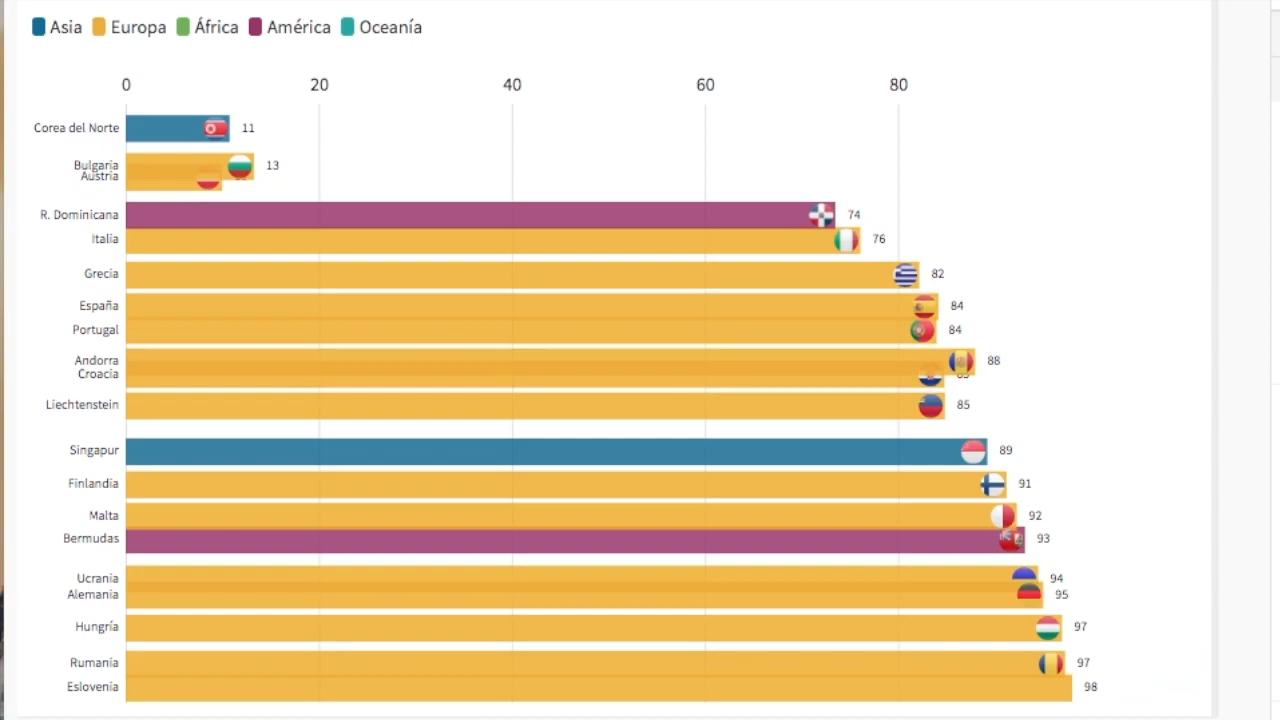 Asia Europa África América Oceanía
0 20 40 60 80
Corea del Norte 11
Bulgaria 13
Austria
R. Dominicana 74
Italia 76
Grecia 82
España 84
Portugal 84
Andorra 88
Croacia
Liechtenstein 85
Singapur 89
Finlandia 91
Malta 92
Bermudas 93
Ucrania 94
Alemania 95
Hungría 97
Rumania 97
Eslovenia 98